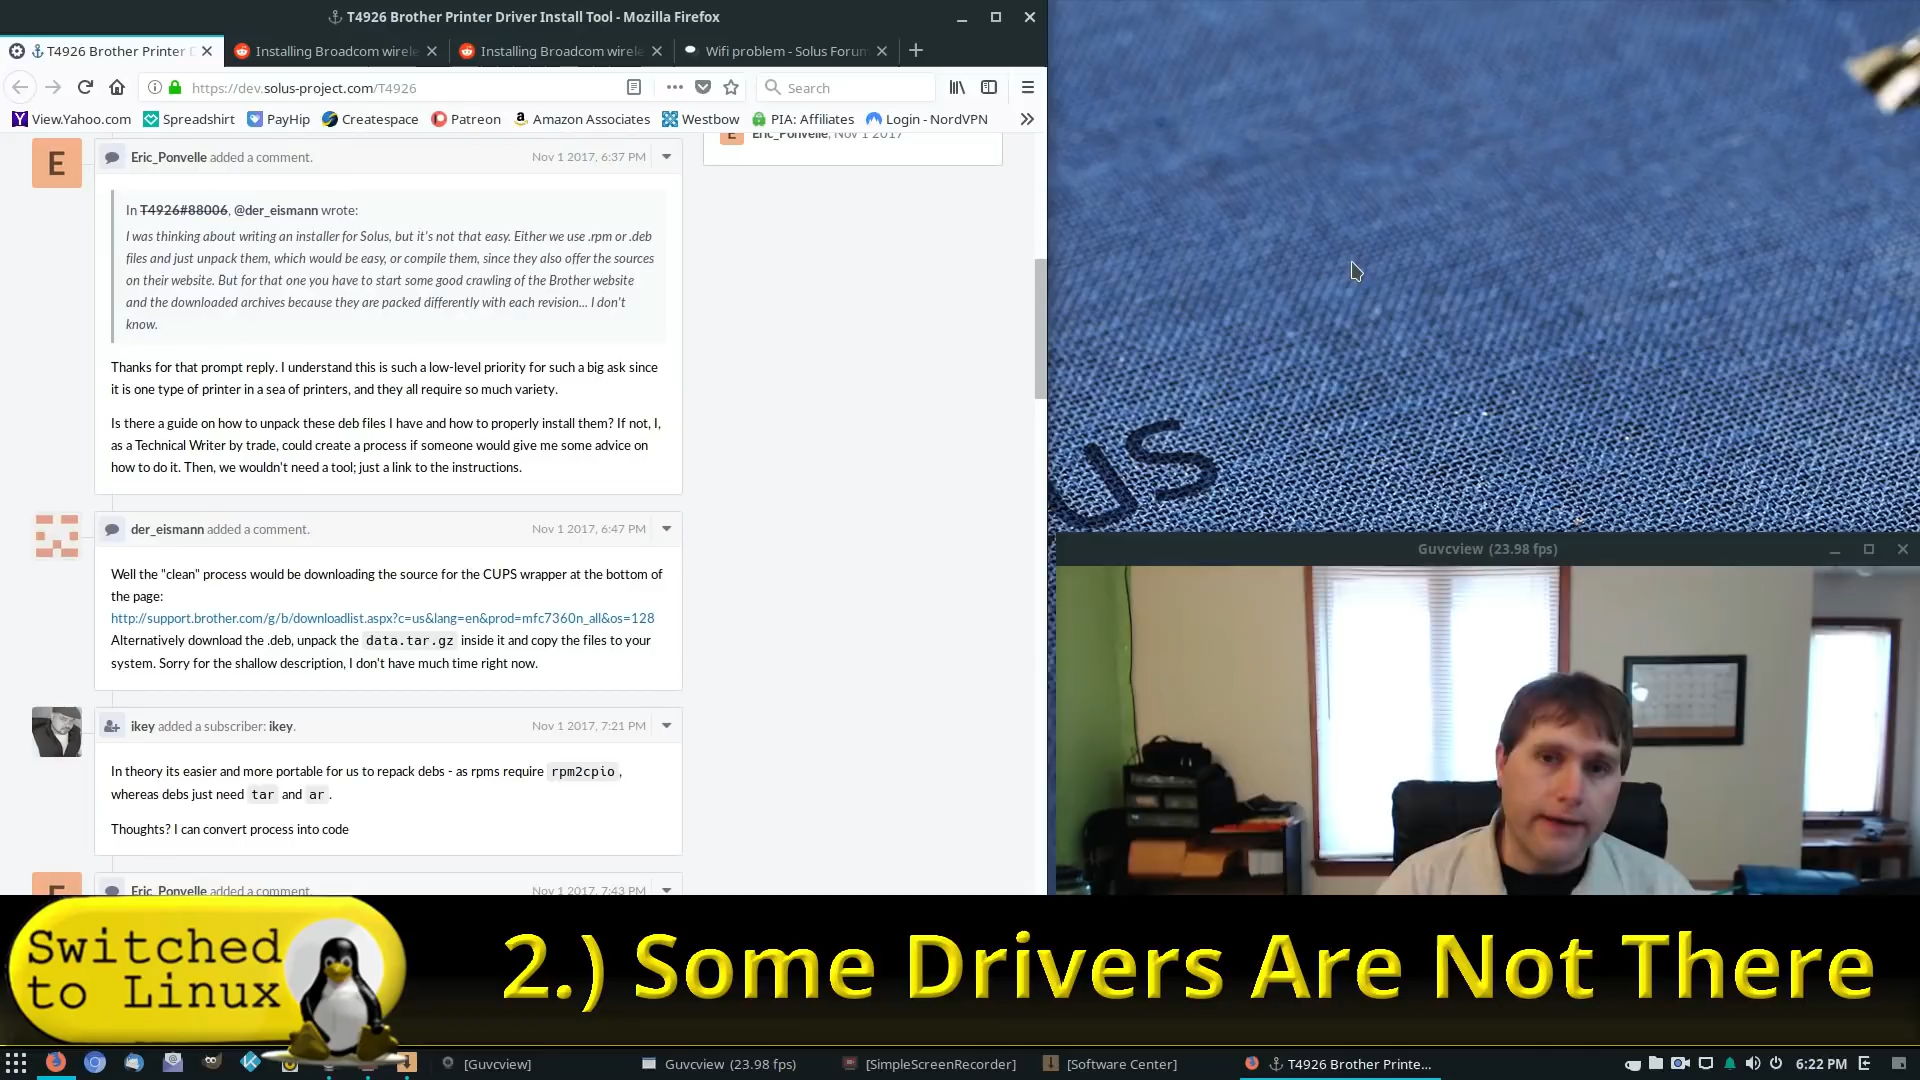 T4926 Brother Printer Driver Install Tool - Mozilla Firefox
T4926 Brother Printer D
Installing Broadcom wirele
Installing Broadcom wirele
Wifi problem - Solus Forum
https://dev.solus-project.com/T4926
Search
View.Yahoo.com
Spreadshirt
PayHip
Createspace
Patreon
Amazon Associates
Westbow
PIA: Affiliates
Login - NordVPN
E
Eric_Ponvelle, Nov 1 2017
E
Eric_Ponvelle added a comment.
Nov 1 2017, 6:37 PM
In T4926#88006, @der_eismann wrote:
I was thinking about writing an installer for Solus, but it's not that easy. Either we use .rpm or .deb
files and just unpack them, which would be easy, or compile them, since they also offer the sources
on their website. But for that one you have to start some good crawling of the Brother website
and the downloaded archives because they are packed differently with each revision... I don't
know.
Thanks for that prompt reply. I understand this is such a low-level priority for such a big ask since
it is one type of printer in a sea of printers, and they all require so much variety.
Is there a guide on how to unpack these deb files I have and how to properly install them? If not, I,
as a Technical Writer by trade, could create a process if someone would give me some advice on
how to do it. Then, we wouldn't need a tool; just a link to the instructions.
der_eismann added a comment.
Nov 1 2017, 6:47 PM
Well the "clean" process would be downloading the source for the CUPS wrapper at the bottom of
the page:
http://support.brother.com/g/b/downloadlist.aspx?c=us&lang=en&prod=mfc7360n_all&os=128
Alternatively download the .deb, unpack the data.tar.gz inside it and copy the files to your
system. Sorry for the shallow description, I don't have much time right now.
ikey added a subscriber: ikey.
Nov 1 2017, 7:21 PM
In theory its easier and more portable for us to repack debs - as rpms require rpm2cpio,
whereas debs just need tar and ar.
Thoughts? I can convert process into code
Eric_Ponvelle added a comment.
Nov 1 2017, 7:43 PM
US
Guvcview (23.98 fps)
Switched
to Linux
2.) Some Drivers Are Not There
[Guvcview]
Guvcview (23.98 fps)
[SimpleScreenRecorder]
[Software Center]
T4926 Brother Printe...
6:22 PM